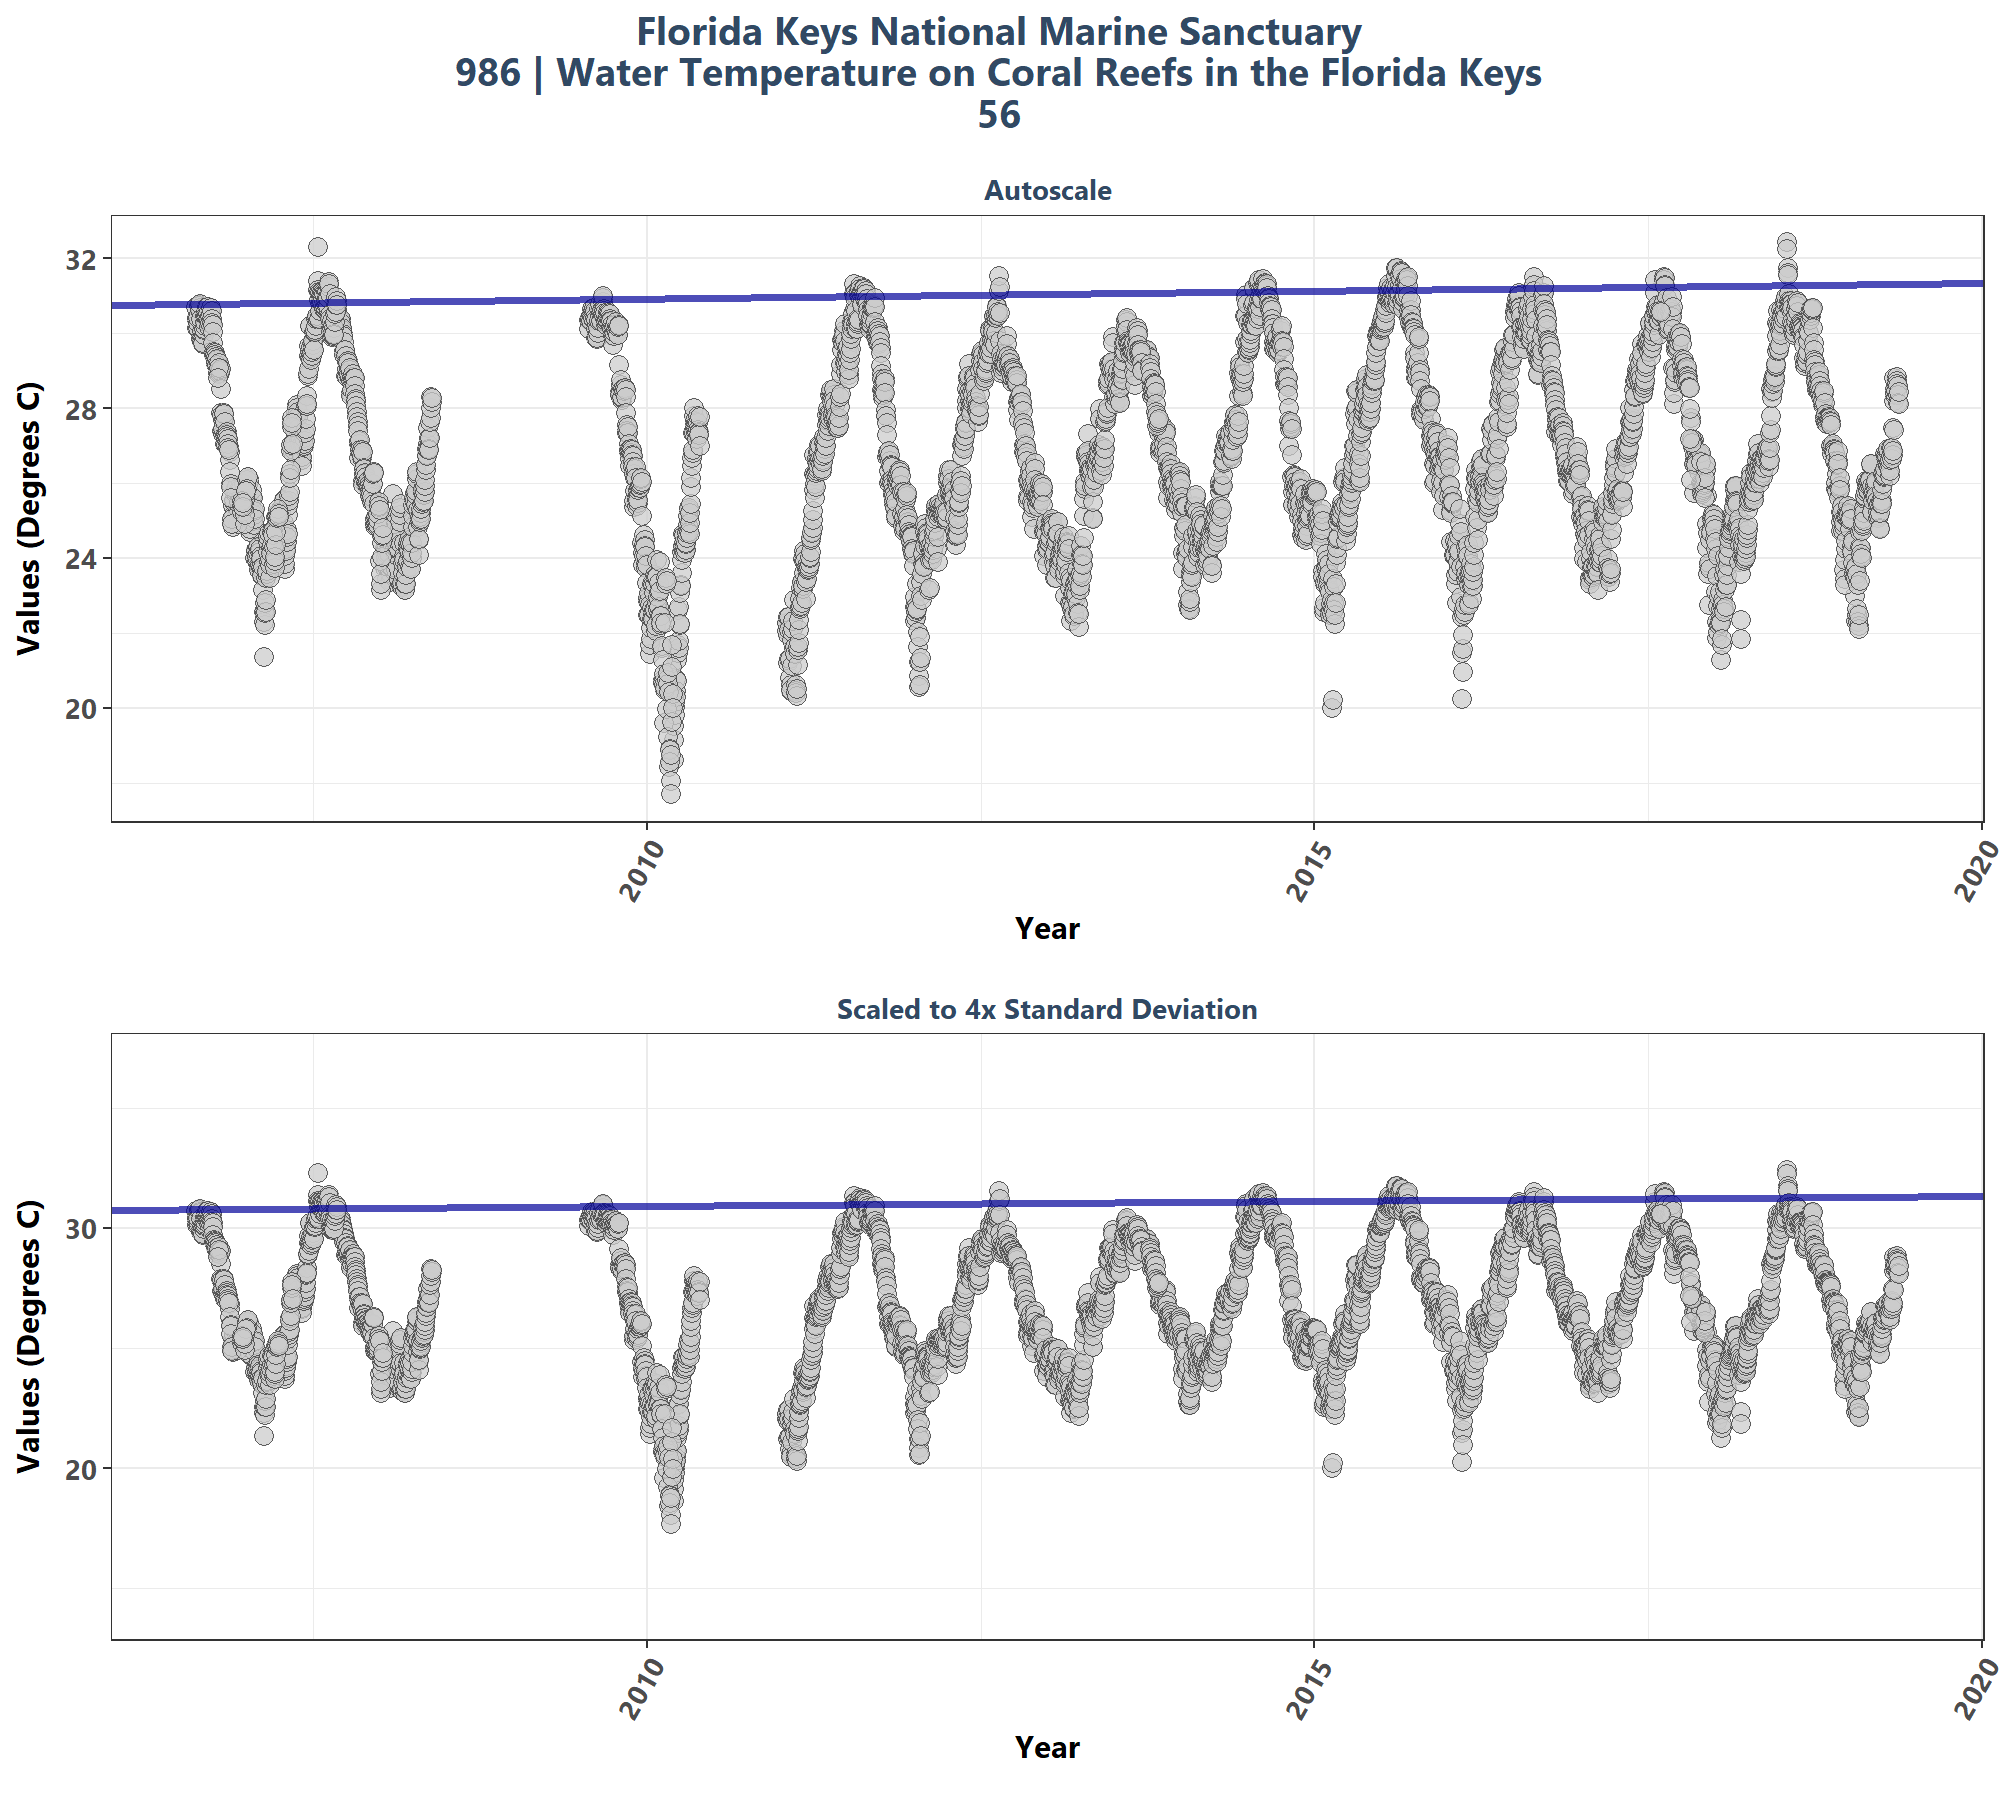 Florida Keys National Marine Sanctuary
986 | Water Temperature on Coral Reefs in the Florida Keys
56
Autoscale
Values (Degrees C)
32
28
24
20
2010
2015
2020
Year
Scaled to 4x Standard Deviation
Values (Degrees C)
30
20
2010
2015
2020
Year